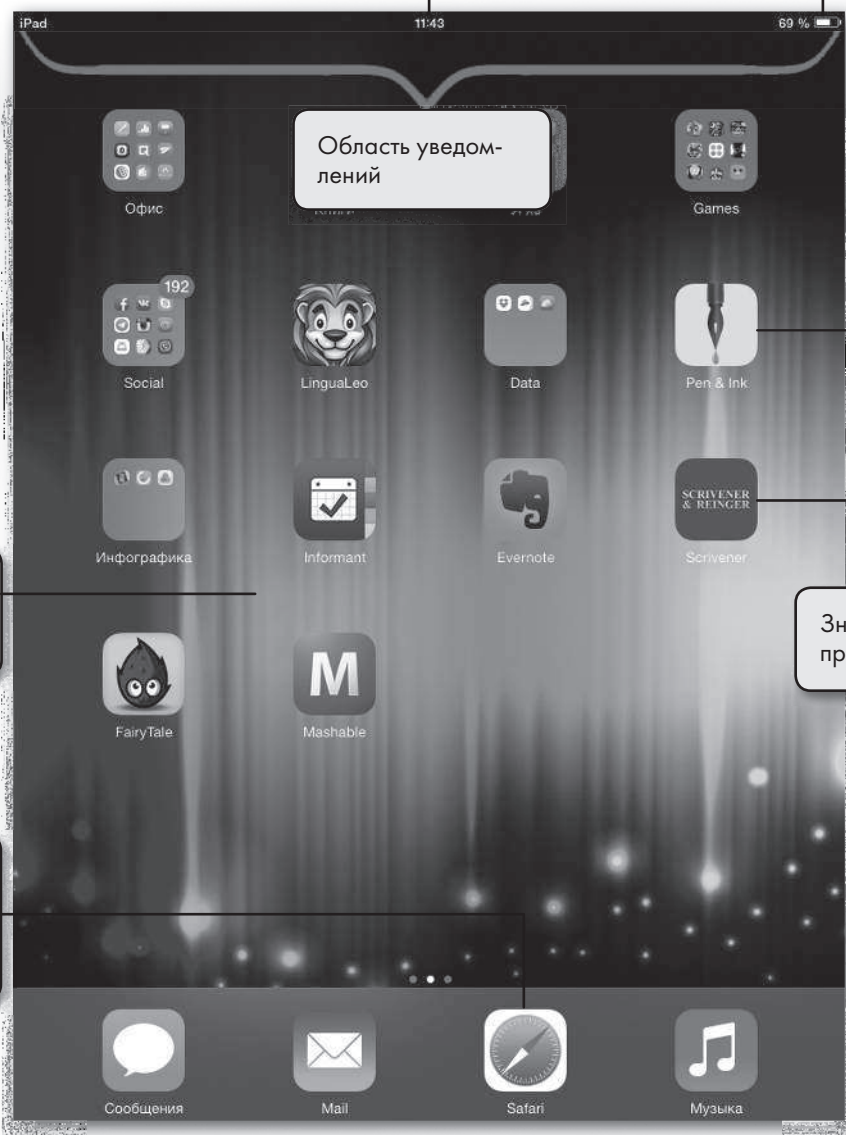 iPad
11:43
69 %
Область уведом-
лений
Офис
Games
192
Social
LinguaLeo
Data
Pen & Ink
SCRIVENER
& REINGER
Инфографика
Informant
Evernote
Scrivener
Зн
пр
M
FairyTale
Mashable
Сообщения
Mail
Safari
Музыка